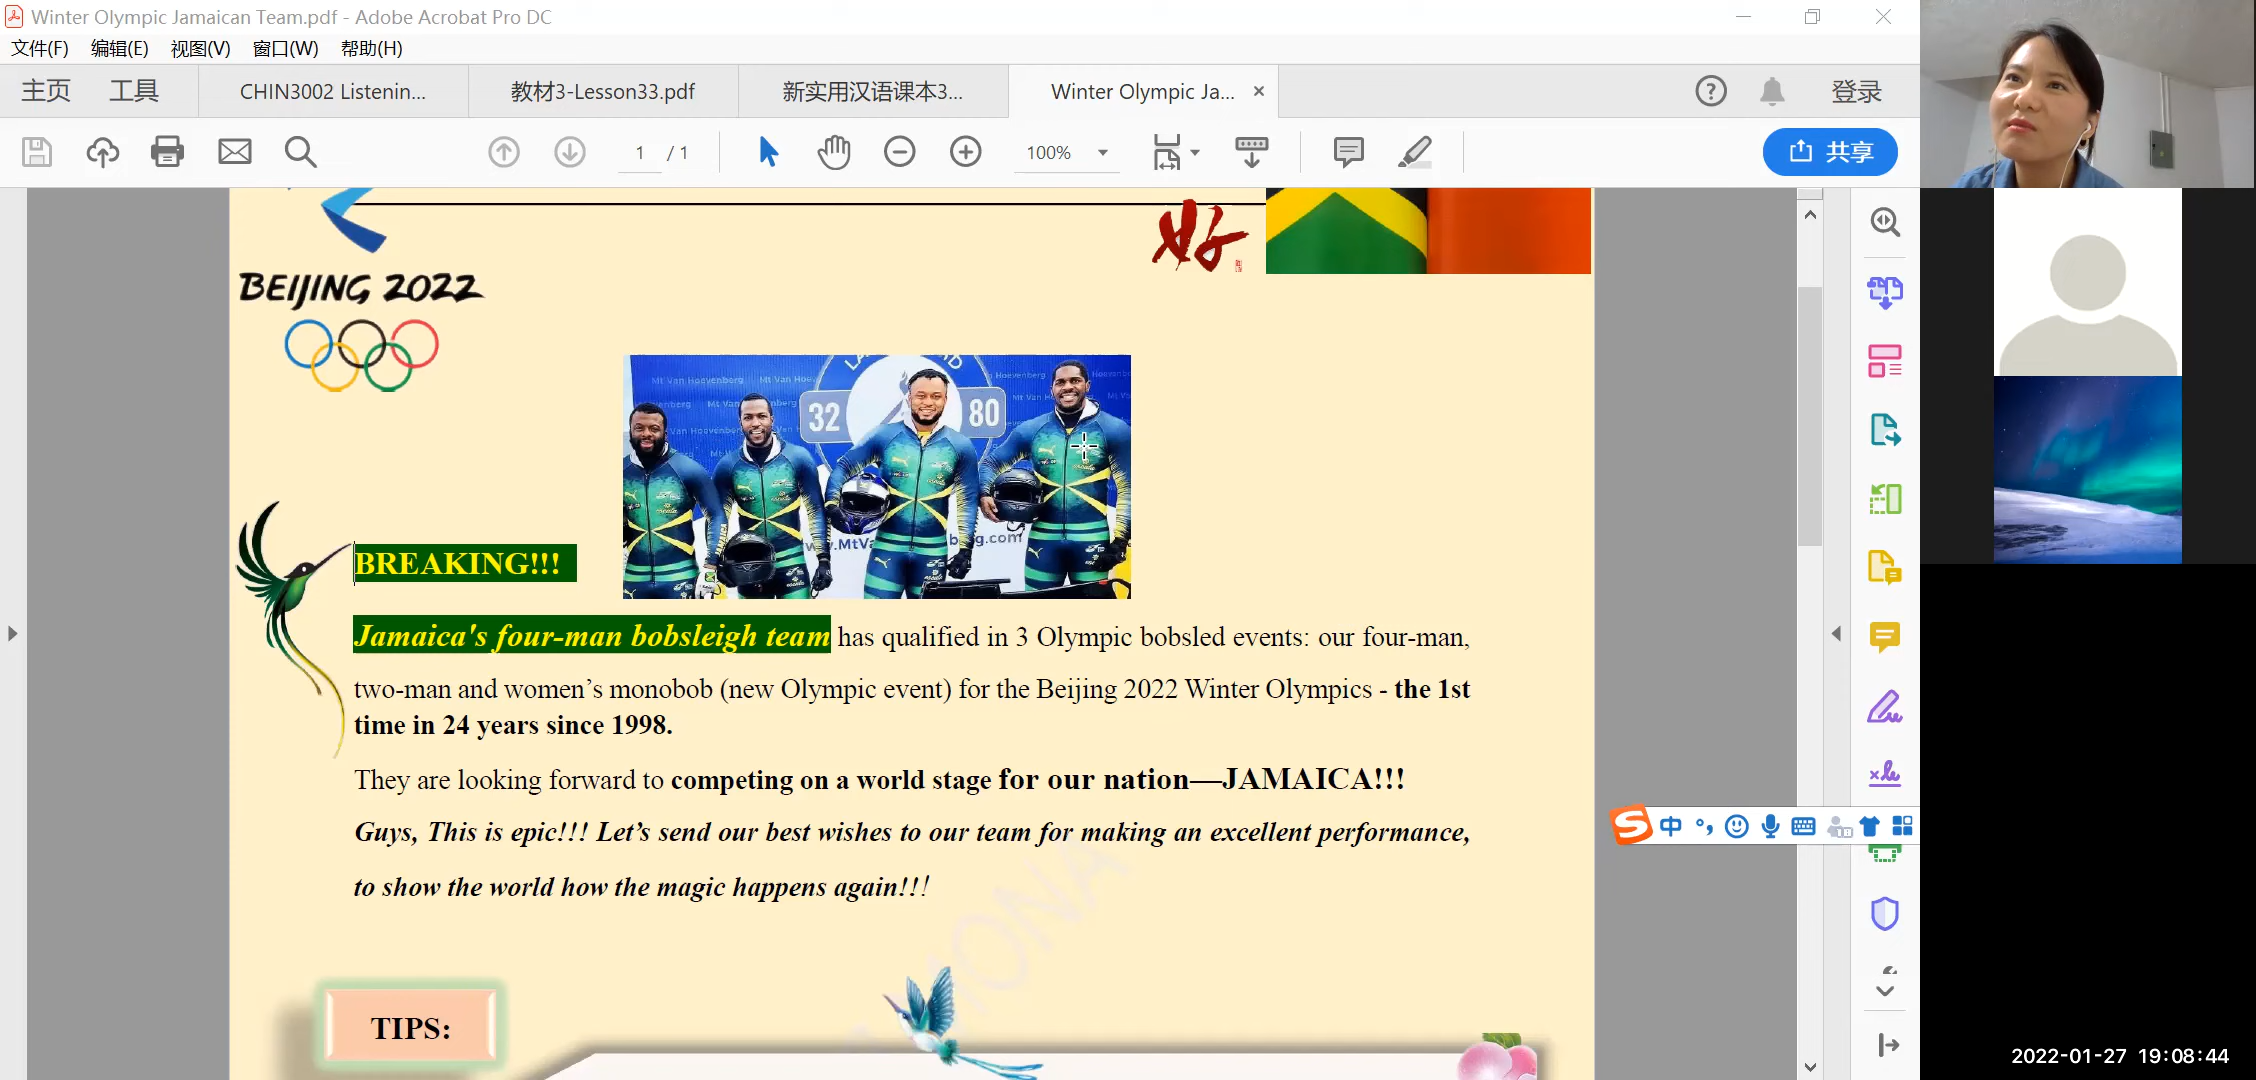 Winter Olympic Jamaican Team.pdf - Adobe Acrobat Pro DC
文件(F) 编辑(E) 视图(V) 窗口(W) 帮助(H)
主页 工具 CHIN3002 Listenin... 教材3-Lesson33.pdf 新实用汉语课本3... Winter Olympic Ja... × 登录
1 / 1 100% 共享
好
BEIJING 2022
32 80
BREAKING!!!
Jamaica's four-man bobsleigh team has qualified in 3 Olympic bobsled events: our four-man,
two-man and women's monobob (new Olympic event) for the Beijing 2022 Winter Olympics - the 1st
time in 24 years since 1998.
They are looking forward to competing on a world stage for our nation—JAMAICA!!!
Guys, This is epic!!! Let's send our best wishes to our team for making an excellent performance,
to show the world how the magic happens again!!!
中
MONA
TIPS:
2022-01-27 19:08:44